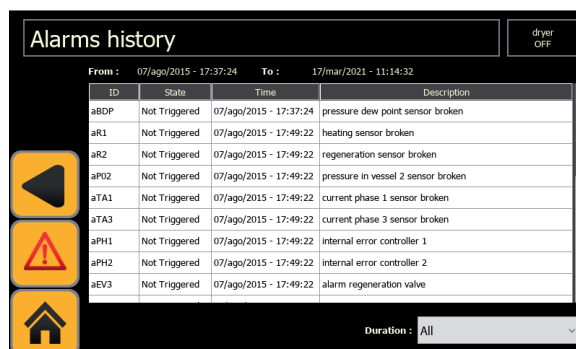 Alarms history
dryer
OFF
From : 07/ago/2015 - 17:37:24 To : 17/mar/2021 - 11:14:32
ID State Time Description
aBDP Not Triggered 07/ago/2015 - 17:37:24 pressure dew point sensor broken
aR1 Not Triggered 07/ago/2015 - 17:49:22 heating sensor broken
aR2 Not Triggered 07/ago/2015 - 17:49:22 regeneration sensor broken
aP02 Not Triggered 07/ago/2015 - 17:49:22 pressure in vessel 2 sensor broken
aTA1 Not Triggered 07/ago/2015 - 17:49:22 current phase 1 sensor broken
aTA3 Not Triggered 07/ago/2015 - 17:49:22 current phase 3 sensor broken
aPH1 Not Triggered 07/ago/2015 - 17:49:22 internal error controller 1
aPH2 Not Triggered 07/ago/2015 - 17:49:22 internal error controller 2
aEV3 Not Triggered 07/ago/2015 - 17:49:22 alarm regeneration valve
Duration : All